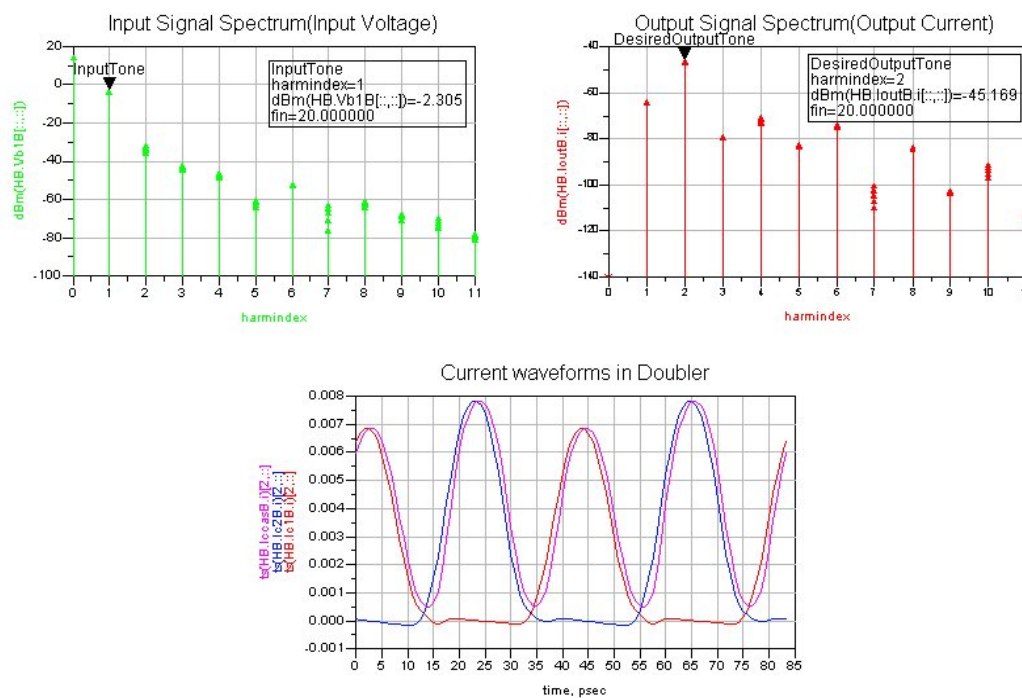 Input Signal Spectrum(Input Voltage)
20
0
-20
-40
-60
-80
-100
dBm(HB.Vb1B[::,::])
InputTone
InputTone
harmindex=1
dBm(HB.Vb1B[::,::])=-2.305
fin=20.000000
0 1 2 3 4 5 6 7 8 9 10 11
harmindex
Output Signal Spectrum(Output Current)
-40
-60
-80
-100
-120
-140
dBm(HB.IoutB.i[::,::])
DesiredOutputTone
DesiredOutputTone
harmindex=2
dBm(HB.IoutB.i[::,::])=-45.169
fin=20.000000
0 1 2 3 4 5 6 7 8 9 10
harmindex
Current waveforms in Doubler
0.008
0.007
0.006
0.005
0.004
0.003
0.002
0.001
0.000
-0.001
ts(HB.IccasB.i)[2,::]
ts(HB.Ic2B.i)[2,::]
ts(HB.Ic1B.i)[2,::]
0 5 10 15 20 25 30 35 40 45 50 55 60 65 70 75 80 85
time, psec